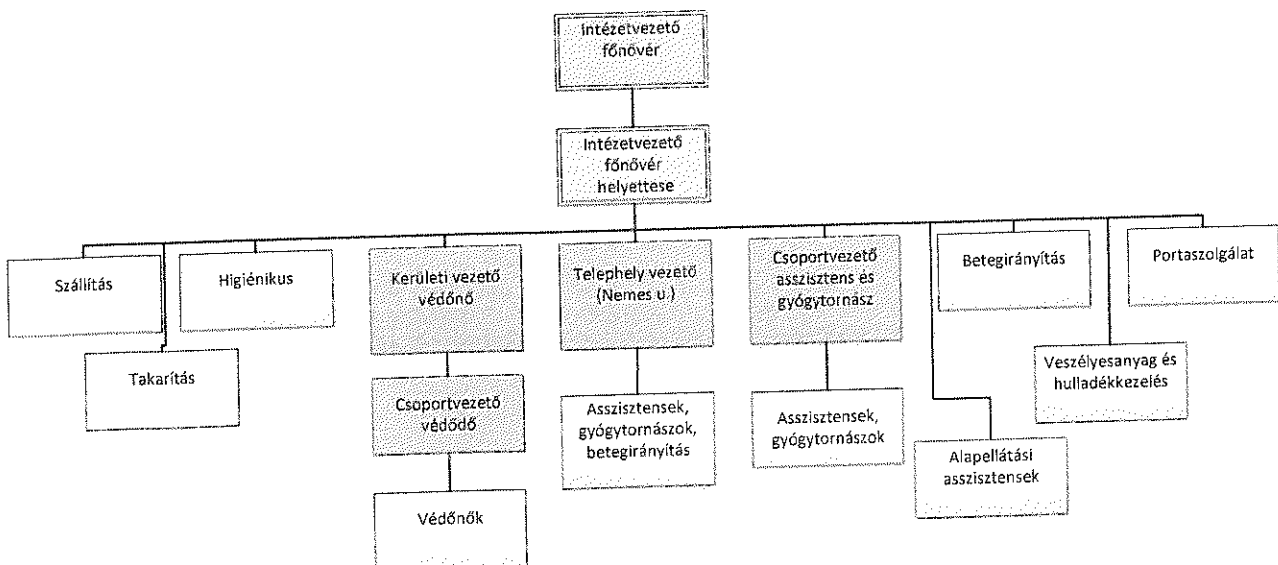 Intézetvezető
főnővér
Intézetvezető
főnővér
helyettese
Szállítás
Higiénikus
Kerületi vezető
védőnő
Telephely vezető
(Nemes u.)
Csoportvezető
asszisztens és
gyógytornász
Betegirányítás
Portaszolgálat
Takarítás
Csoportvezető
védődő
Asszisztensek,
gyógytornászok,
betegirányítás
Asszisztensek,
gyógytornászok
Veszélyesanyag és
hulladékkezelés
Alapellátási
asszisztensek
Védőnők